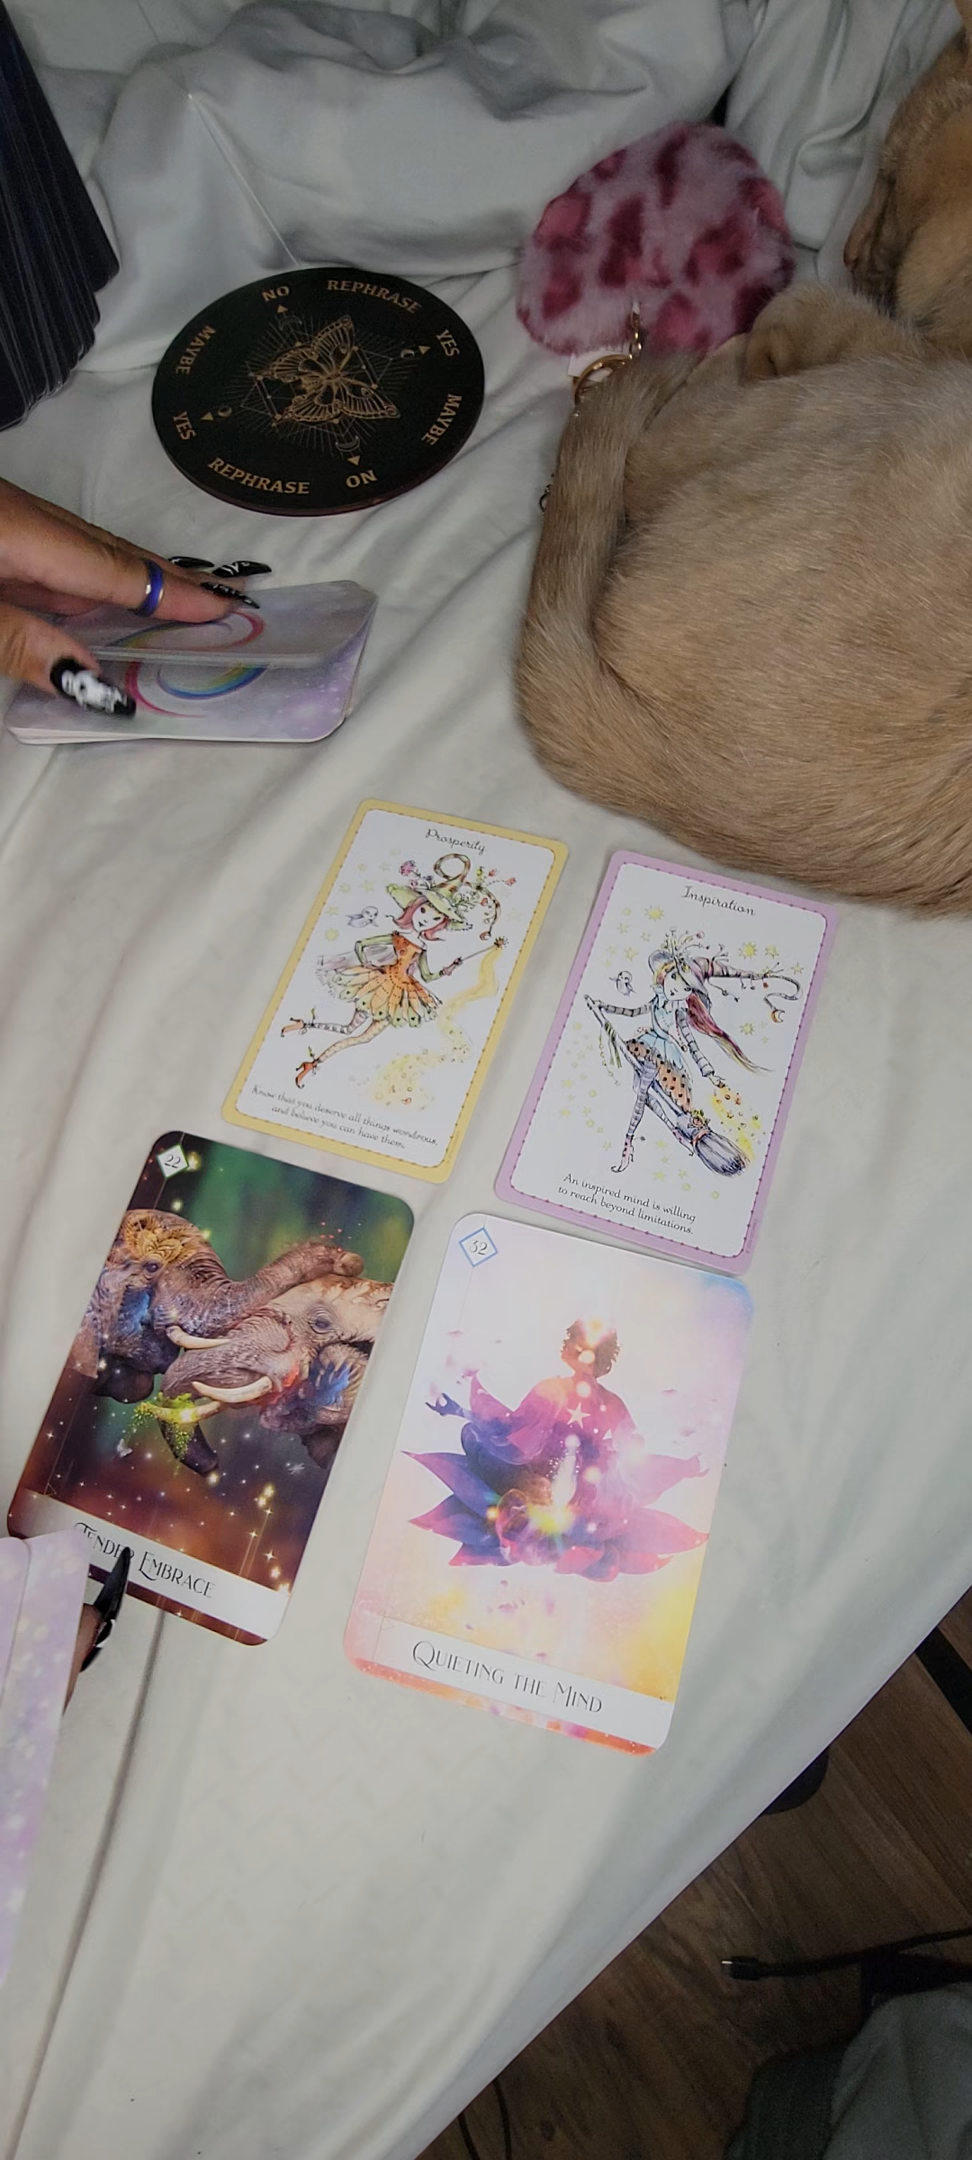 NO
REPHRASE
YES
MAYBE
NO
REPHRASE
YES
MAYBE
Prosperity
Know that you deserve all things wondrous,
and believe you can have them.
Inspiration
An inspired mind is willing
to reach beyond limitations.
22
TENDER EMBRACE
52
QUIETING THE MIND